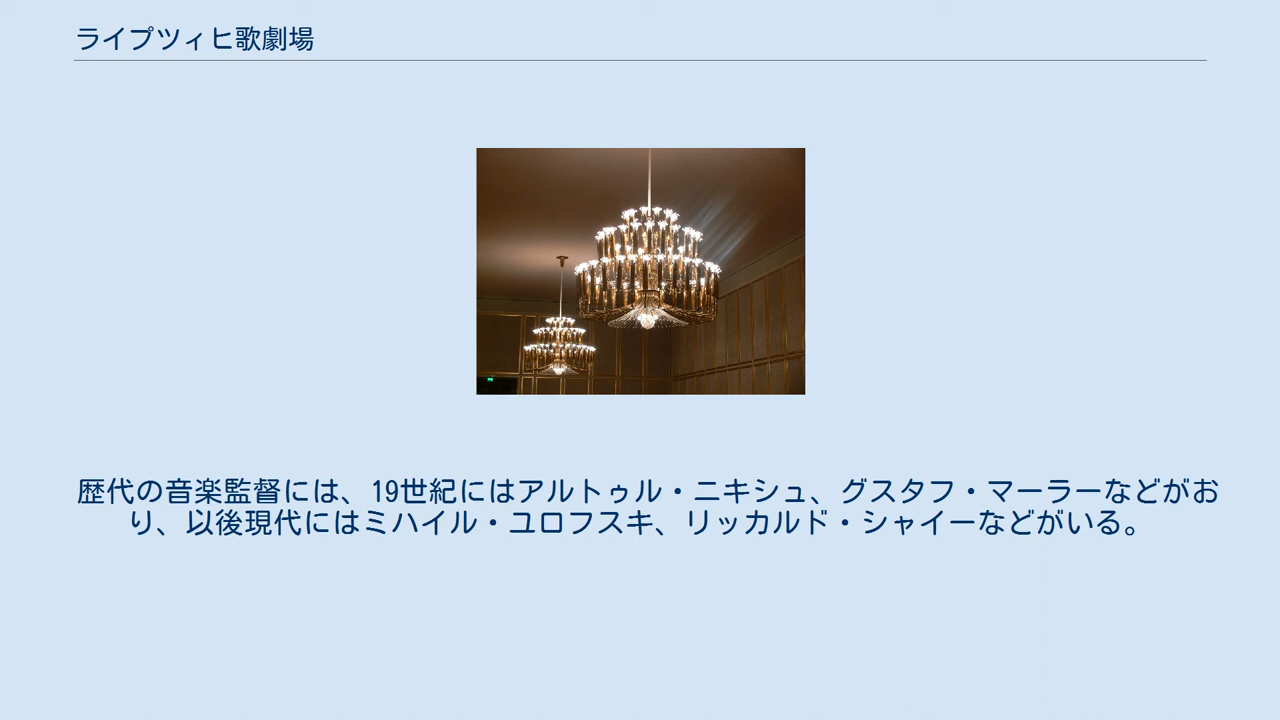 ライプツィヒ歌劇場
歴代の音楽監督には、19世紀にはアルトゥル・ニキシュ、グスタフ・マーラーなどがお
り、以後現代にはミハイル・ユロフスキ、リッカルド・シャイーなどがいる。